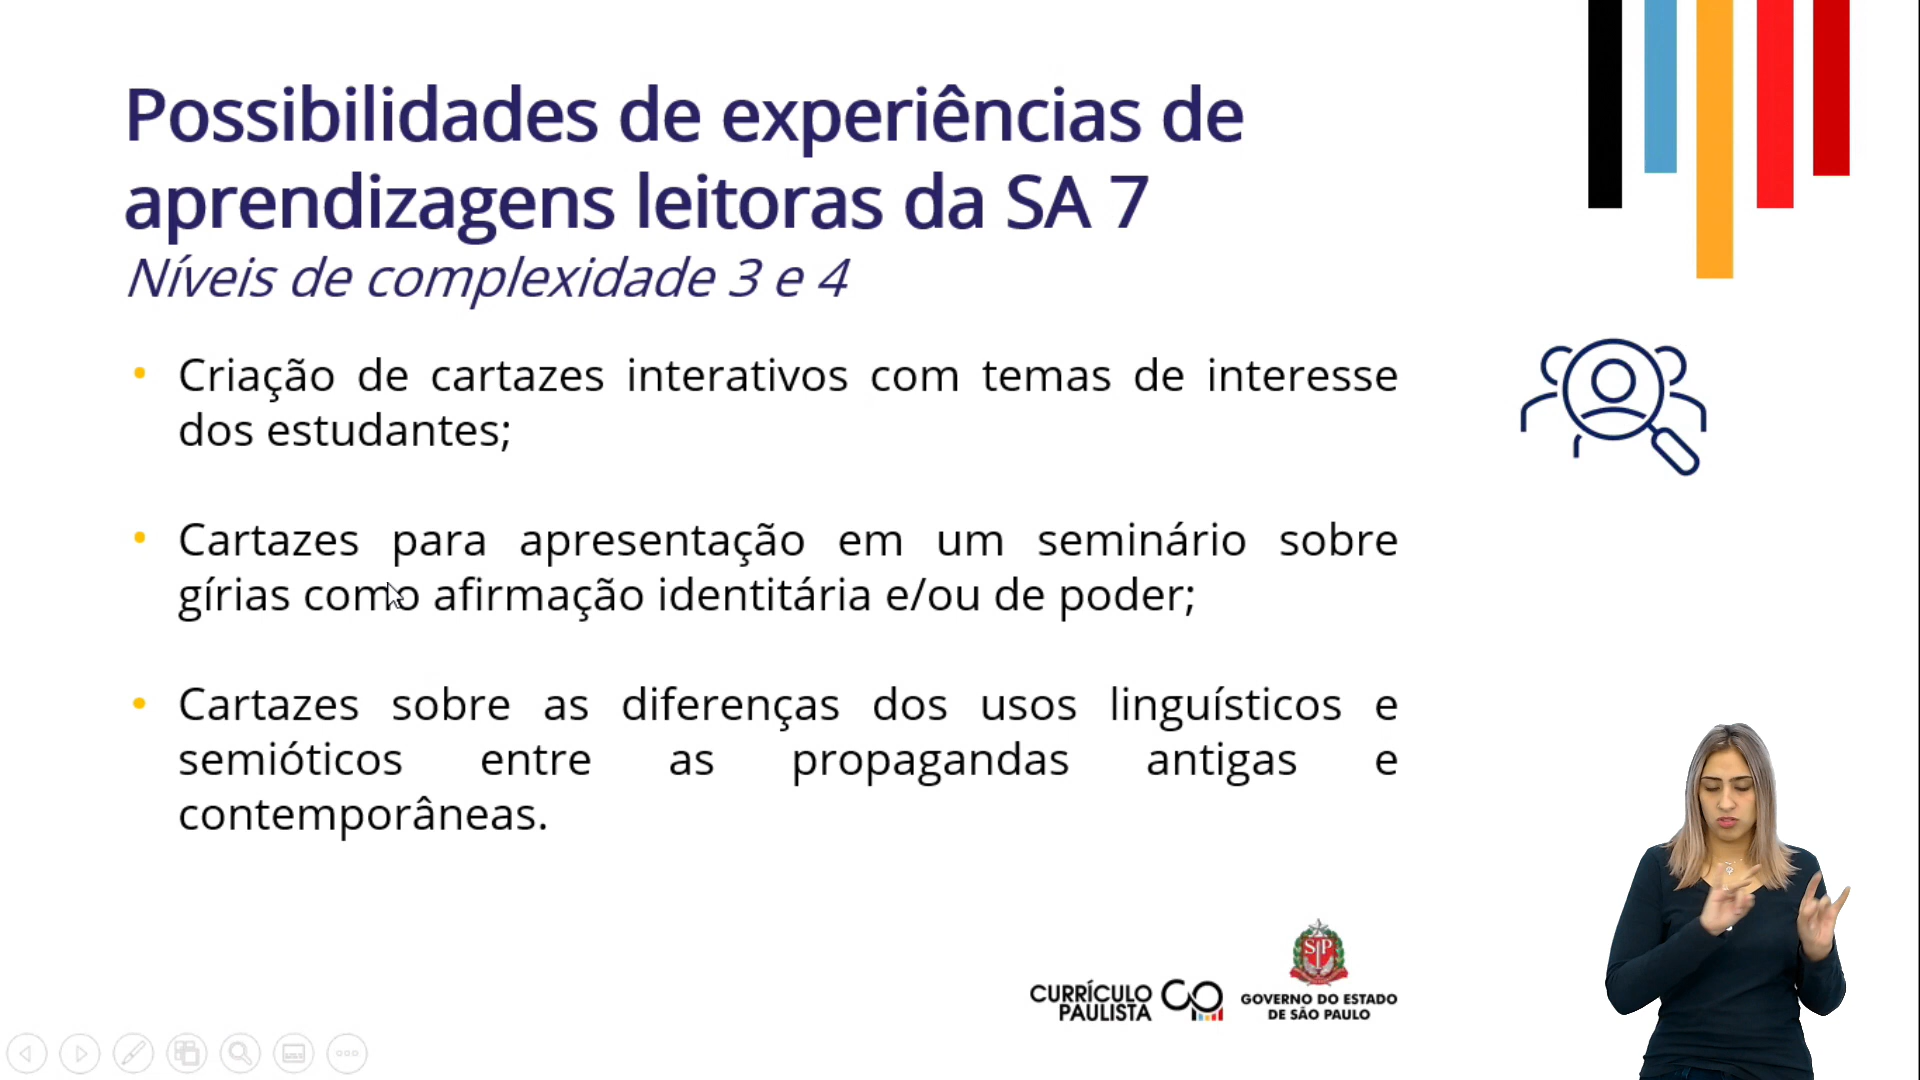 Possibilidades de experiências de
aprendizagens leitoras da SA 7
Níveis de complexidade 3 e 4
• Criação de cartazes interativos com temas de interesse
dos estudantes;
• Cartazes para apresentação em um seminário sobre
gírias como afirmação identitária e/ou de poder;
• Cartazes sobre as diferenças dos usos linguísticos e
semióticos entre as propagandas antigas e
contemporâneas.
CURRÍCULO
PAULISTA
SP
GOVERNO DO ESTADO
DE SÃO PAULO